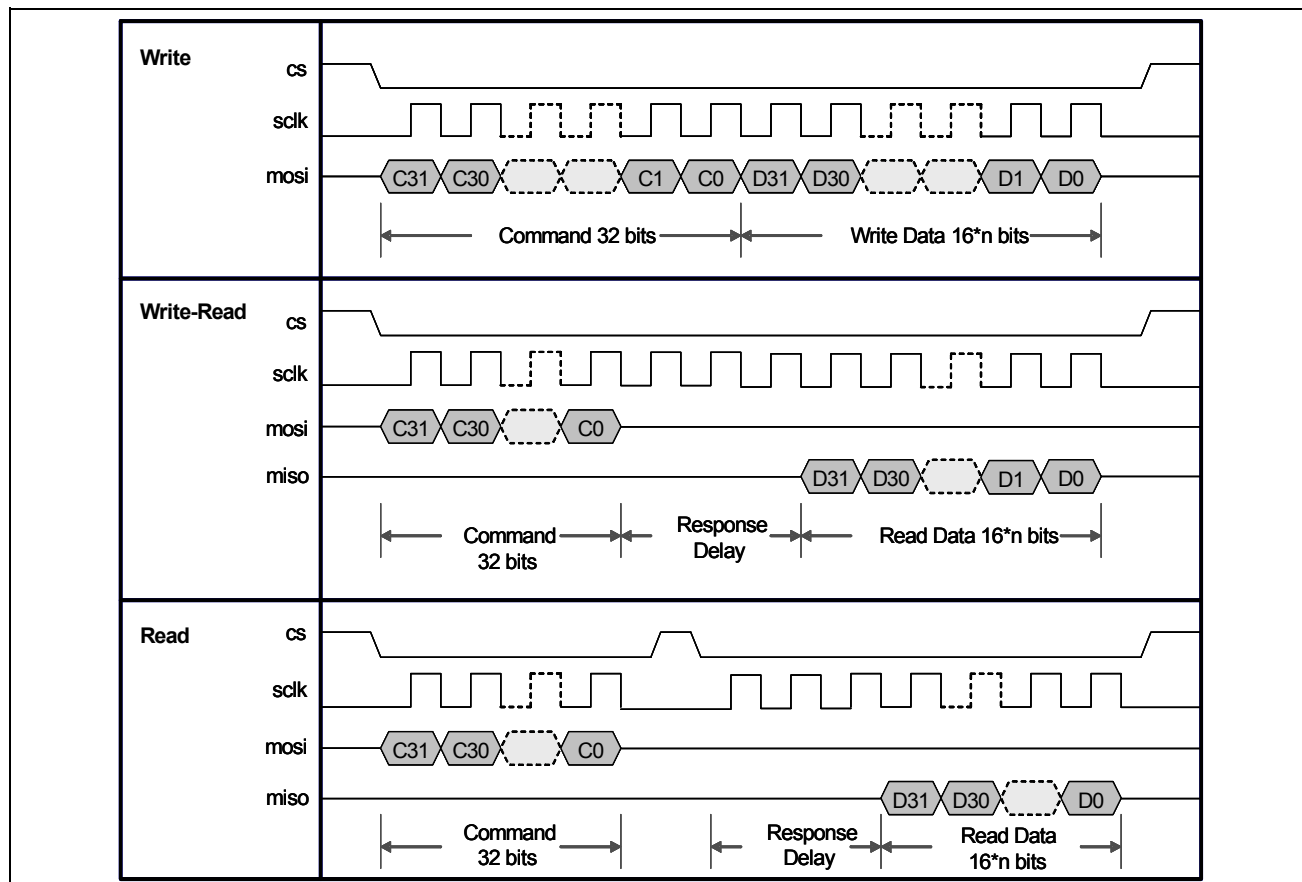 Write
cs
sclk
mosi
C31 C30 C1 C0 D31 D30 D1 D0
Command 32 bits
Write Data 16*n bits
Write-Read
cs
sclk
mosi
C31 C30 C0
miso
D31 D30 D1 D0
Command
32 bits
Response
Delay
Read Data 16*n bits
Read
cs
sclk
mosi
C31 C30 C0
miso
D31 D30 D0
Command
32 bits
Response
Delay
Read Data
16*n bits